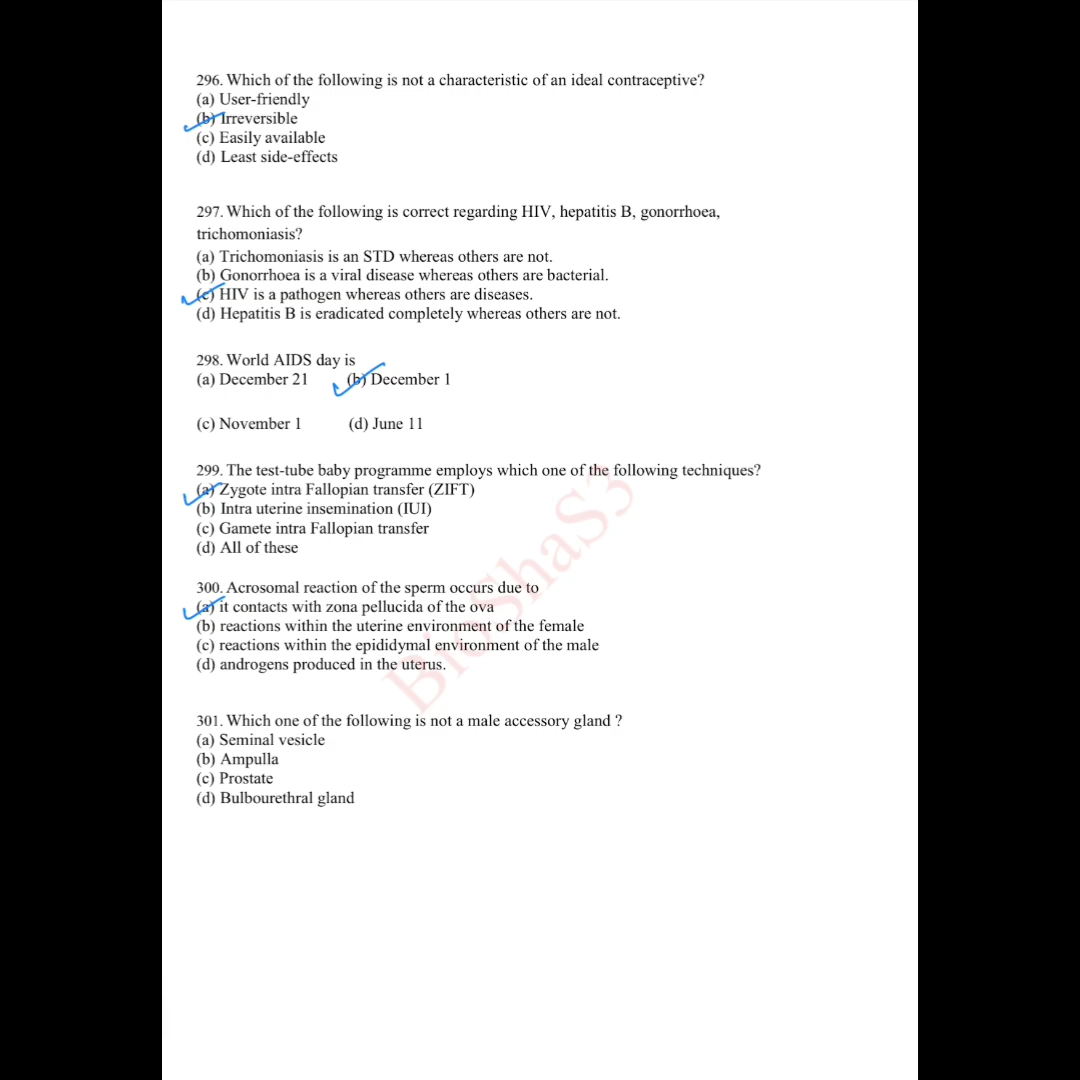 296. Which of the following is not a characteristic of an ideal contraceptive?
(a) User-friendly
(b) Irreversible
(c) Easily available
(d) Least side-effects
297. Which of the following is correct regarding HIV, hepatitis B, gonorrhoea,
trichomoniasis?
(a) Trichomoniasis is an STD whereas others are not.
(b) Gonorrhoea is a viral disease whereas others are bacterial.
(c) HIV is a pathogen whereas others are diseases.
(d) Hepatitis B is eradicated completely whereas others are not.
298. World AIDS day is
(a) December 21 (b) December 1
(c) November 1 (d) June 11
299. The test-tube baby programme employs which one of the following techniques?
(a) Zygote intra Fallopian transfer (ZIFT)
(b) Intra uterine insemination (IUI)
(c) Gamete intra Fallopian transfer
(d) All of these
300. Acrosomal reaction of the sperm occurs due to
(a) it contacts with zona pellucida of the ova
(b) reactions within the uterine environment of the female
(c) reactions within the epididymal environment of the male
(d) androgens produced in the uterus.
301. Which one of the following is not a male accessory gland ?
(a) Seminal vesicle
(b) Ampulla
(c) Prostate
(d) Bulbourethral gland
BioShaS3